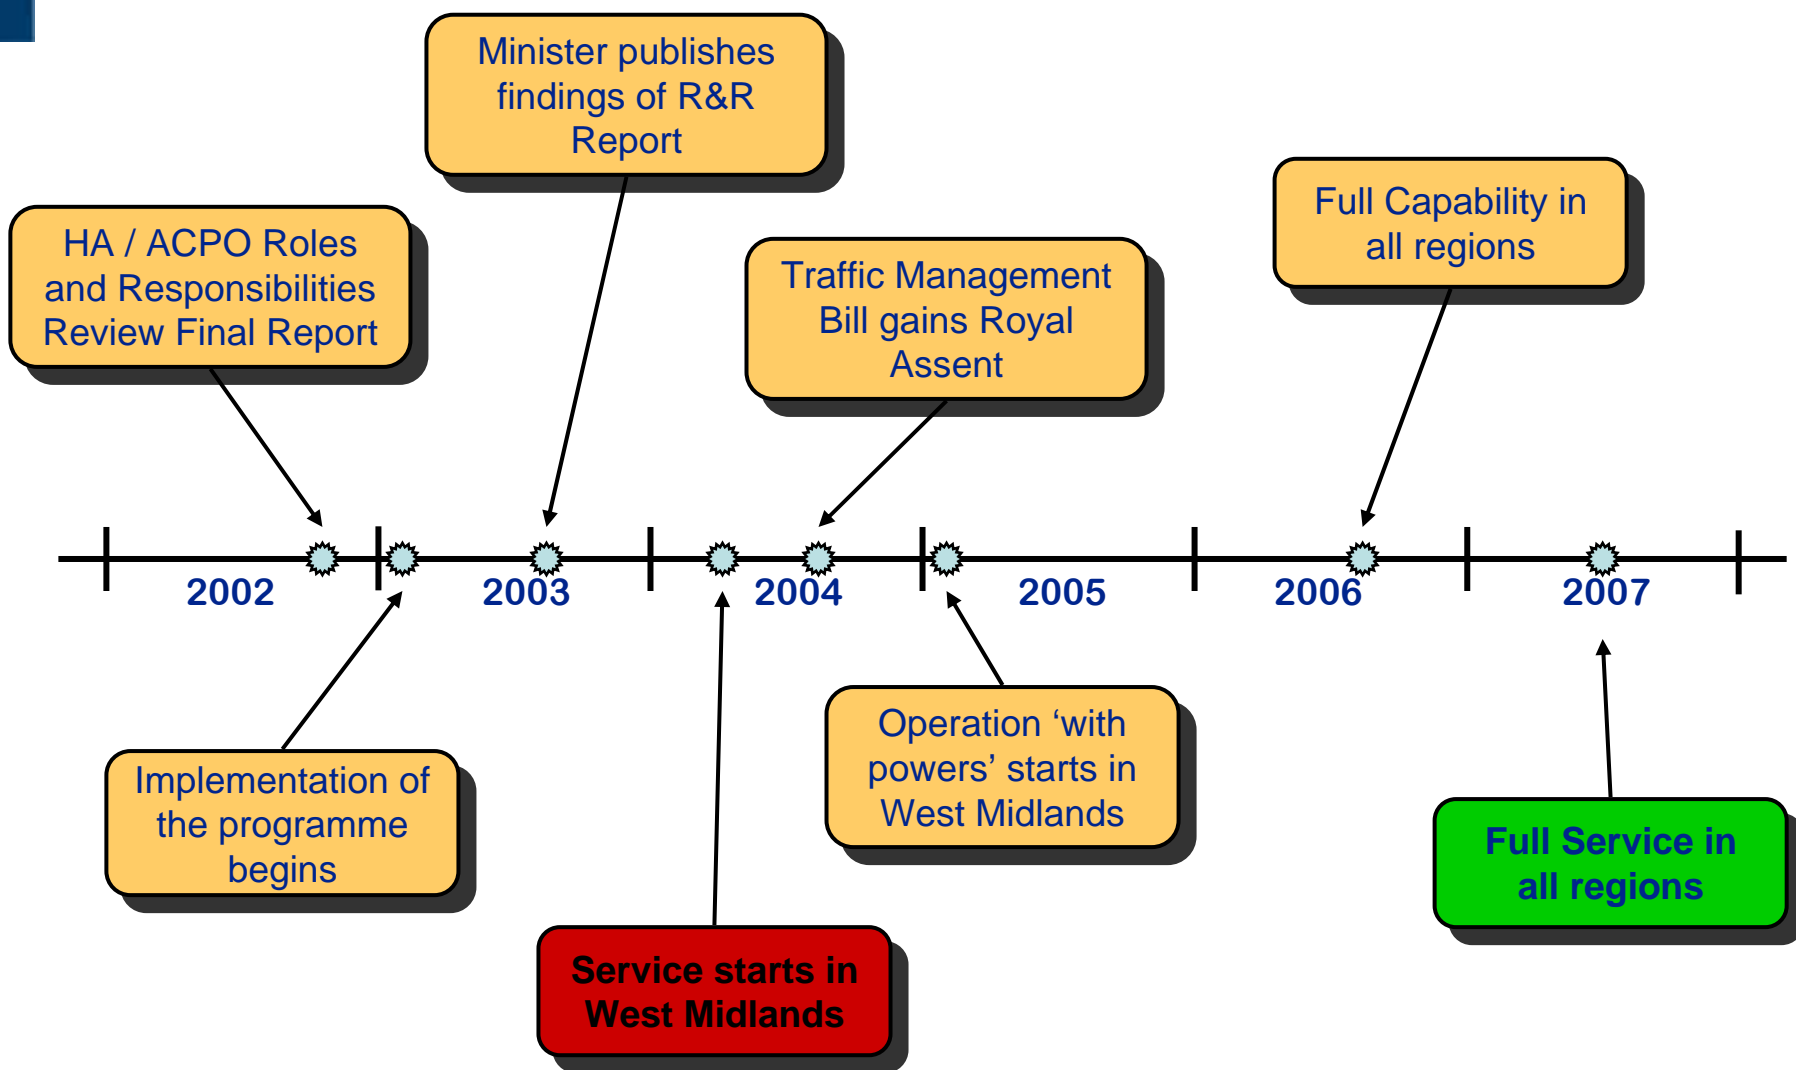 Minister publishes
findings of R&R
Report
HA / ACPO Roles
and Responsibilities
Review Final Report
Traffic Management
Bill gains Royal
Assent
Full Capability in
all regions
2002
2003
2004
2005
2006
2007
Implementation of
the programme
begins
Service starts in
West Midlands
Operation ‘with
powers’ starts in
West Midlands
Full Service in
all regions